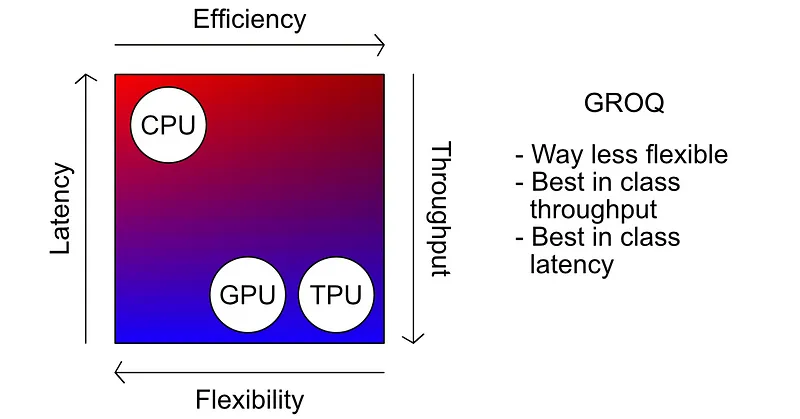 Efficiency
Latency
CPU
GPU
TPU
Throughput
Flexibility
GROQ
- Way less flexible
- Best in class
throughput
- Best in class
latency